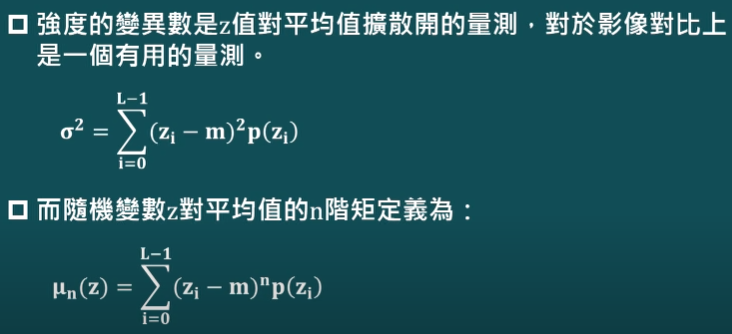 □ 強度的變異數是z值對平均值擴散開的量測，對於影像對比上
是一個有用的量測。
σ² = ∑_{i=0}^{L−1} (z_i − m)²p(z_i)
□ 而隨機變數z對平均值的n階矩定義為：
μ_n(z) = ∑_{i=0}^{L−1} (z_i − m)ⁿp(z_i)